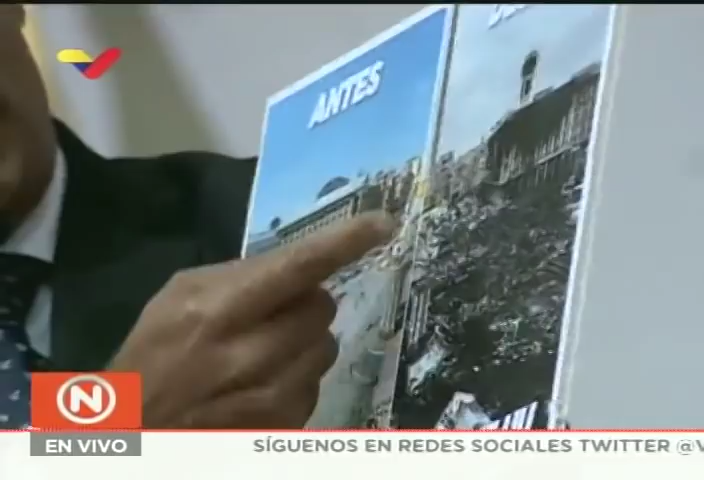 ANTES
N
EN VIVO
SÍGUENOS EN REDES SOCIALES TWITTER @V